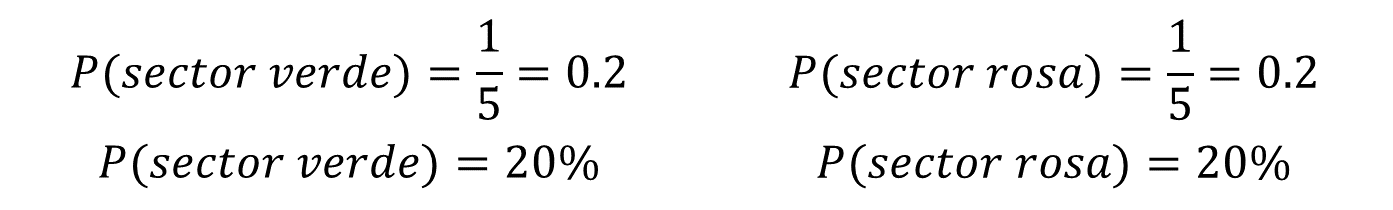 P(sector verde) = 1/5 = 0.2
P(sector verde) = 20%
P(sector rosa) = 1/5 = 0.2
P(sector rosa) = 20%